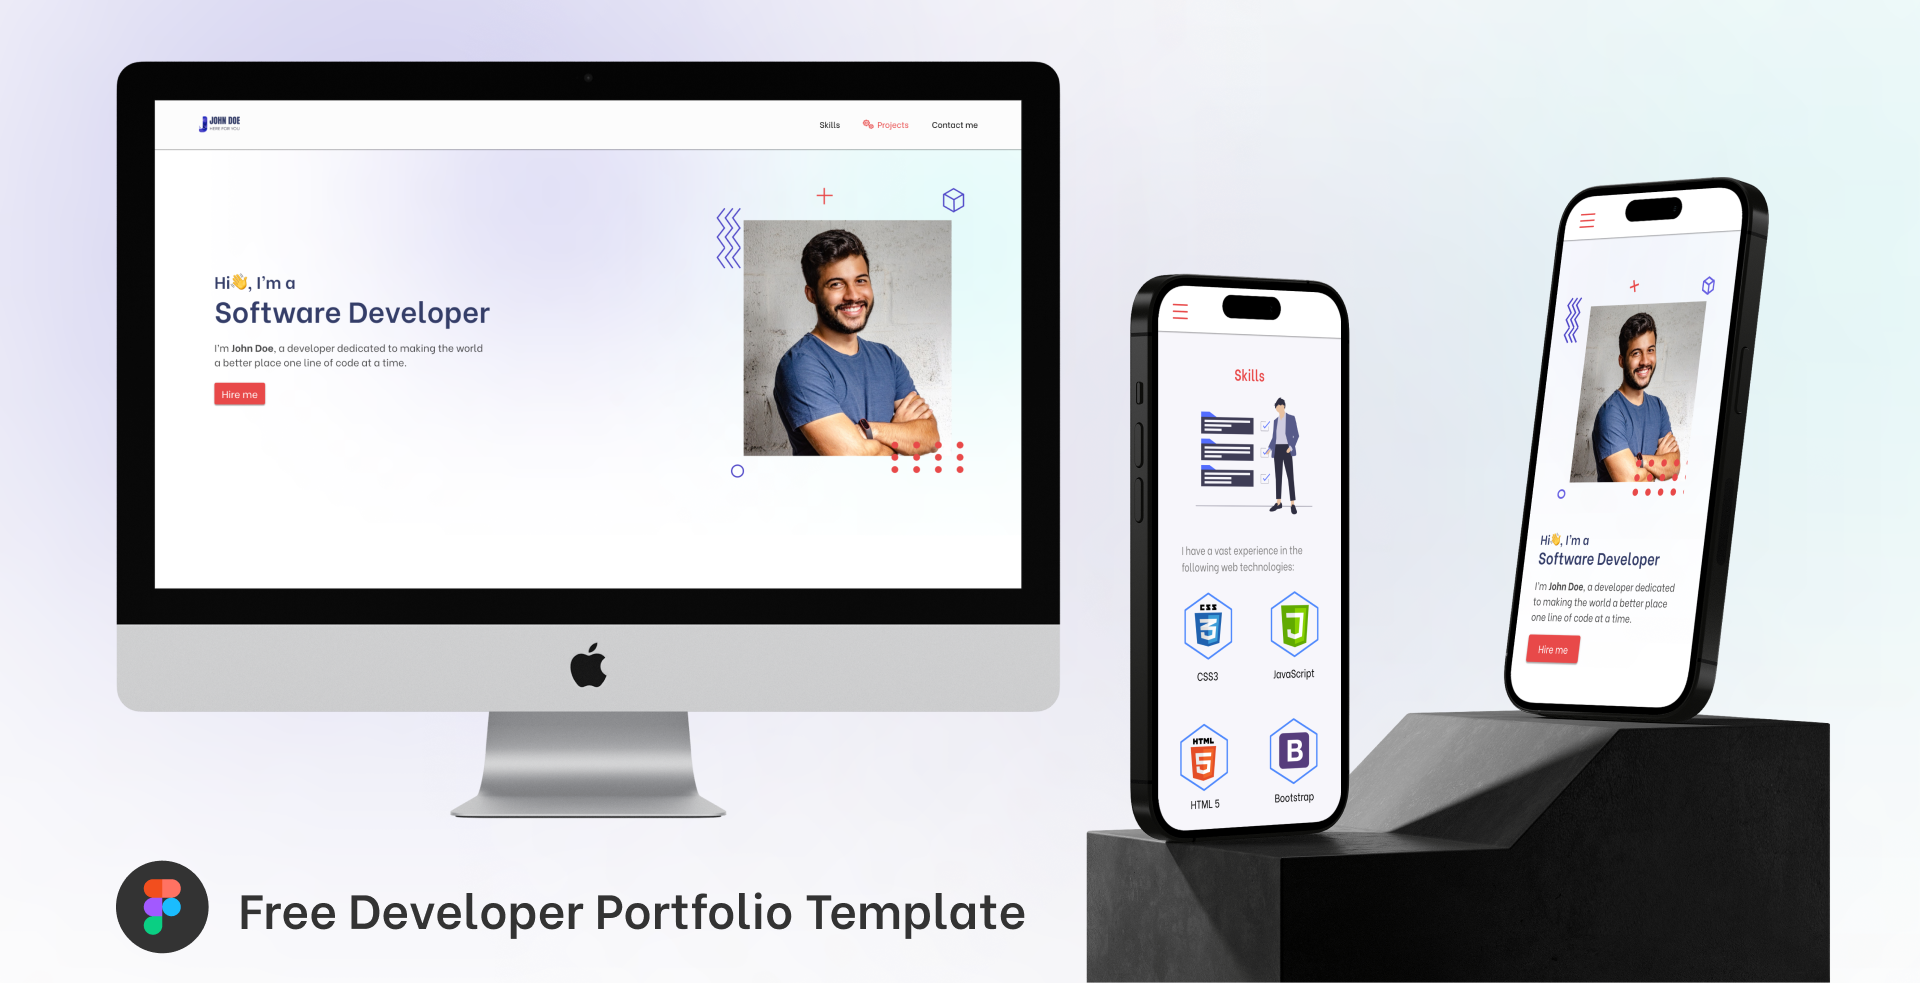 JOHN DOE
HERE FOR YOU
Skills
Projects
Contact me
Hi👋, I'm a
Software Developer
I'm John Doe, a developer dedicated to making the world
a better place one line of code at a time.
Hire me
Skills
I have a vast experience in the
following web technologies:
CSS
3
J
CSS3
JavaScript
HTML
5
B
HTML 5
Bootstrap
Hi👋, I'm a
Software Developer
I'm John Doe, a developer dedicated
to making the world a better place
one line of code at a time.
Hire me
Free Developer Portfolio Template